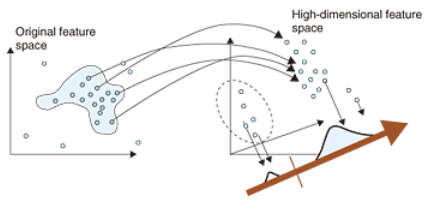 Original feature
space
High-dimensional feature
space